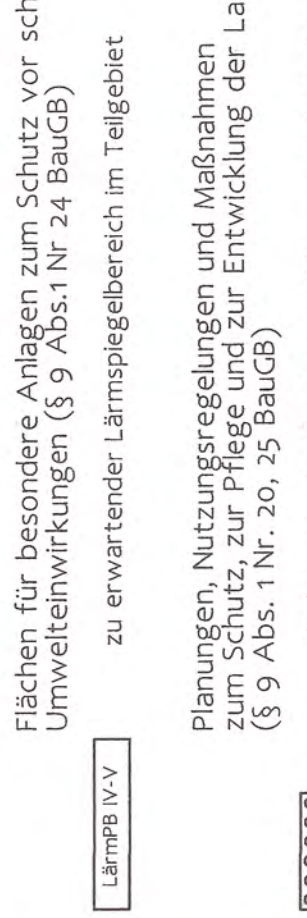 Flächen für besondere Anlagen zum Schutz vor sch
Umwelteinwirkungen (§ 9 Abs.1 Nr 24 BauGB)
LärmPB IV-V
zu erwartender Lärmspiegelbereich im Teilgebiet
Planungen, Nutzungsregelungen und Maßnahmen
zum Schutz, zur Pflege und zur Entwicklung der La
(§ 9 Abs. 1 Nr. 20, 25 BauGB)